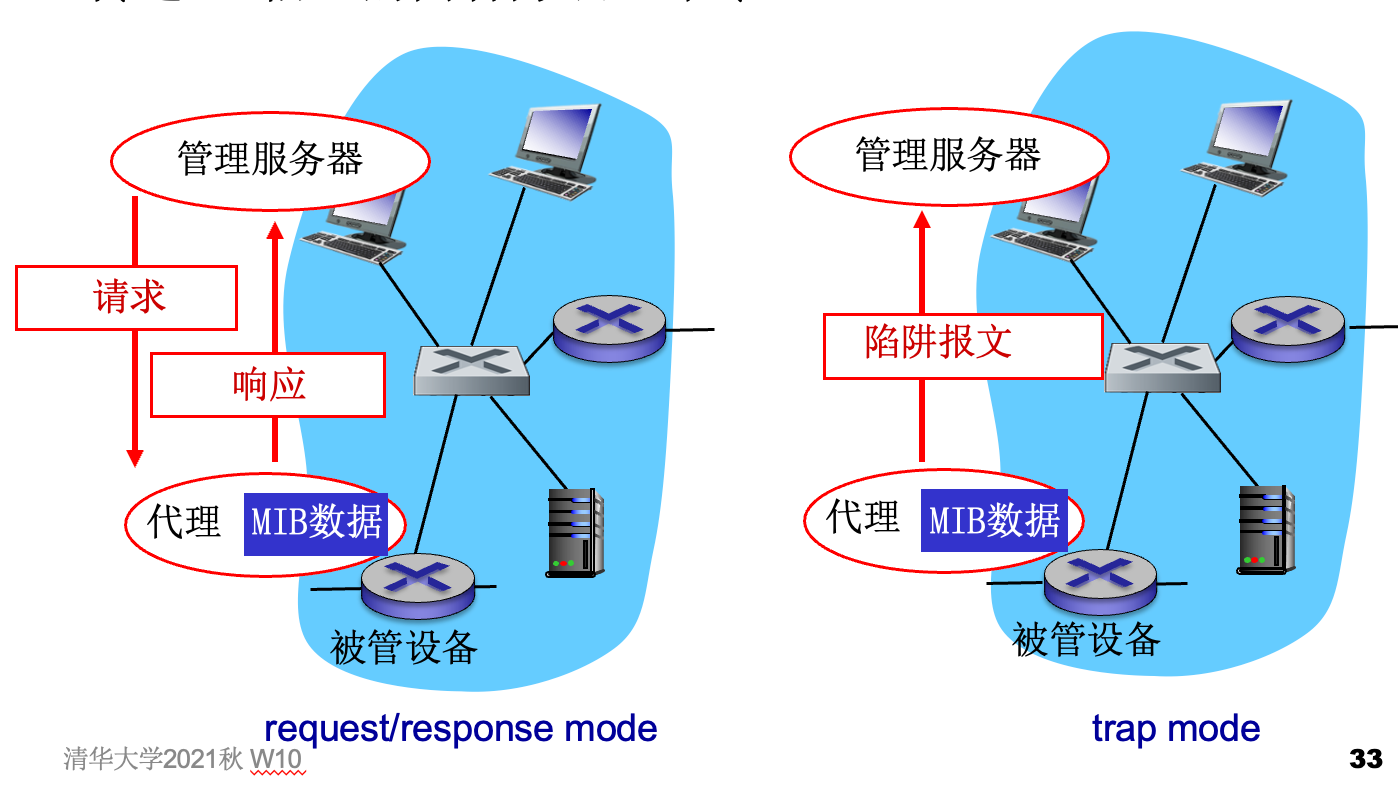 管理服务器
请求
响应
代理 MIB数据
被管设备
request/response mode
管理服务器
陷阱报文
代理 MIB数据
被管设备
trap mode
清华大学2021秋 W10
33